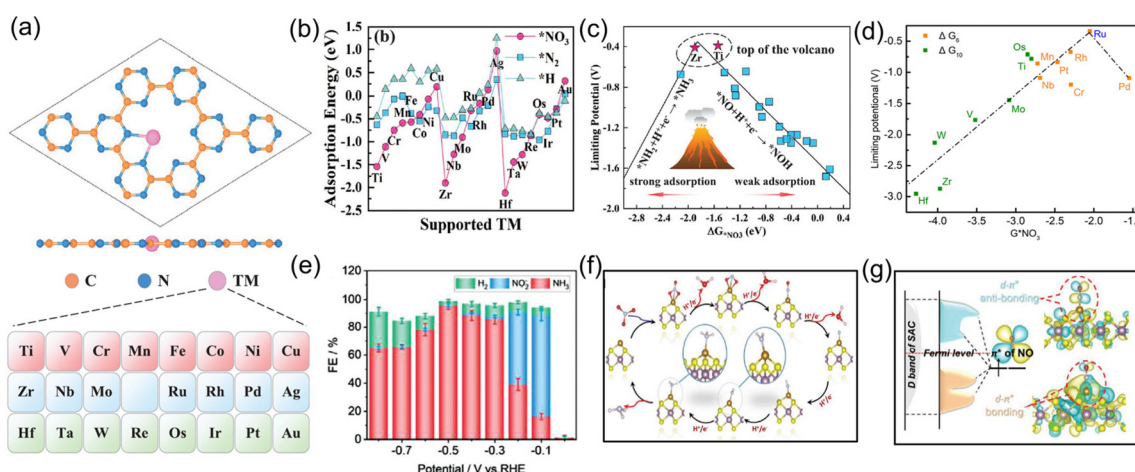 (a)
C N TM
Ti V Cr Mn Fe Co Ni Cu
Zr Nb Mo Ru Rh Pd Ag
Hf Ta W Re Os Ir Pt Au
(b)
(b)
*NO3
*N2
*H
Adsorption Energy (eV)
1.5
1.0
0.5
0.0
-0.5
-1.0
-1.5
-2.0
-2.5
Ti
Cr
Mn
Fe
Co
Ni
Cu
Zr
Nb
Mo
Ru
Rh
Pd
Ag
Hf
Ta
W
Re
Os
Ir
Pt
Au
Supported TM
(c)
Limiting Potential (V)
0.0
-0.4
-0.8
-1.2
-1.6
-2.0
Zr Ti
top of the volcano
*NH2+H++e- → *NH3
*NO+H++e- → *NOH
strong adsorption
weak adsorption
-2.8 -2.4 -2.0 -1.6 -1.2 -0.8 -0.4 0.0 0.4
ΔG*NO3 (eV)
(d)
Limiting potentional (V)
-0.5
-1.0
-1.5
-2.0
-2.5
-3.0
Δ G6
Δ G10
Ru
Os
Ti
Mn
Rh
Pt
Nb
Cr
Pd
Mo
V
W
Zr
Hf
-4.0 -3.5 -3.0 -2.5 -2.0 -1.5
G*NO3
(e)
H2 NO2- NH3
FE / %
120
100
80
60
40
20
0
-0.7 -0.5 -0.3 -0.1
Potential / V vs RHE
(f)
H+/e-
H+/e-
H+/e-
H+/e-
H+/e-
H+/e-
H+/e-
(g)
D band of SAC
Fermi level
π* of NO
d-π*
anti-bonding
d-π*
bonding